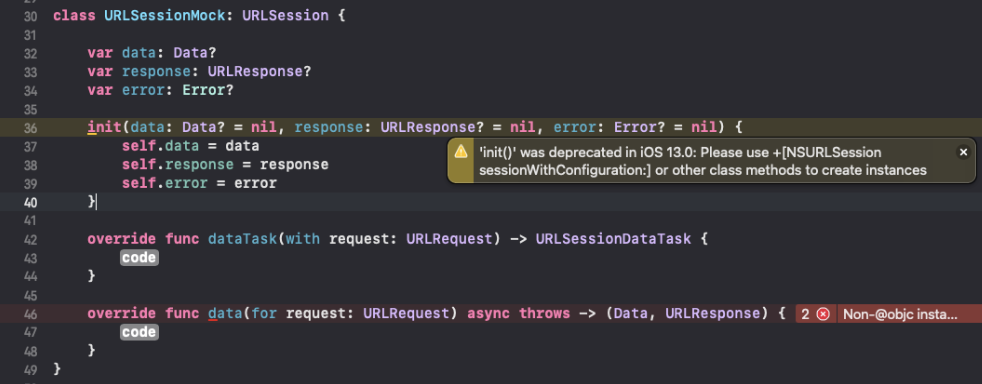 30 class URLSessionMock: URLSession {
31
32 var data: Data?
33 var response: URLResponse?
34 var error: Error?
35
36 init(data: Data? = nil, response: URLResponse? = nil, error: Error? = nil) {
37 self.data = data
'init()' was deprecated in iOS 13.0: Please use +[NSURLSession
sessionWithConfiguration:] or other class methods to create instances
38 self.response = response
39 self.error = error
40 }
41
42 override func dataTask(with request: URLRequest) -> URLSessionDataTask {
43 code
44 }
45
46 override func data(for request: URLRequest) async throws -> (Data, URLResponse) { 2 Non-@objc insta...
47 code
48 }
49 }